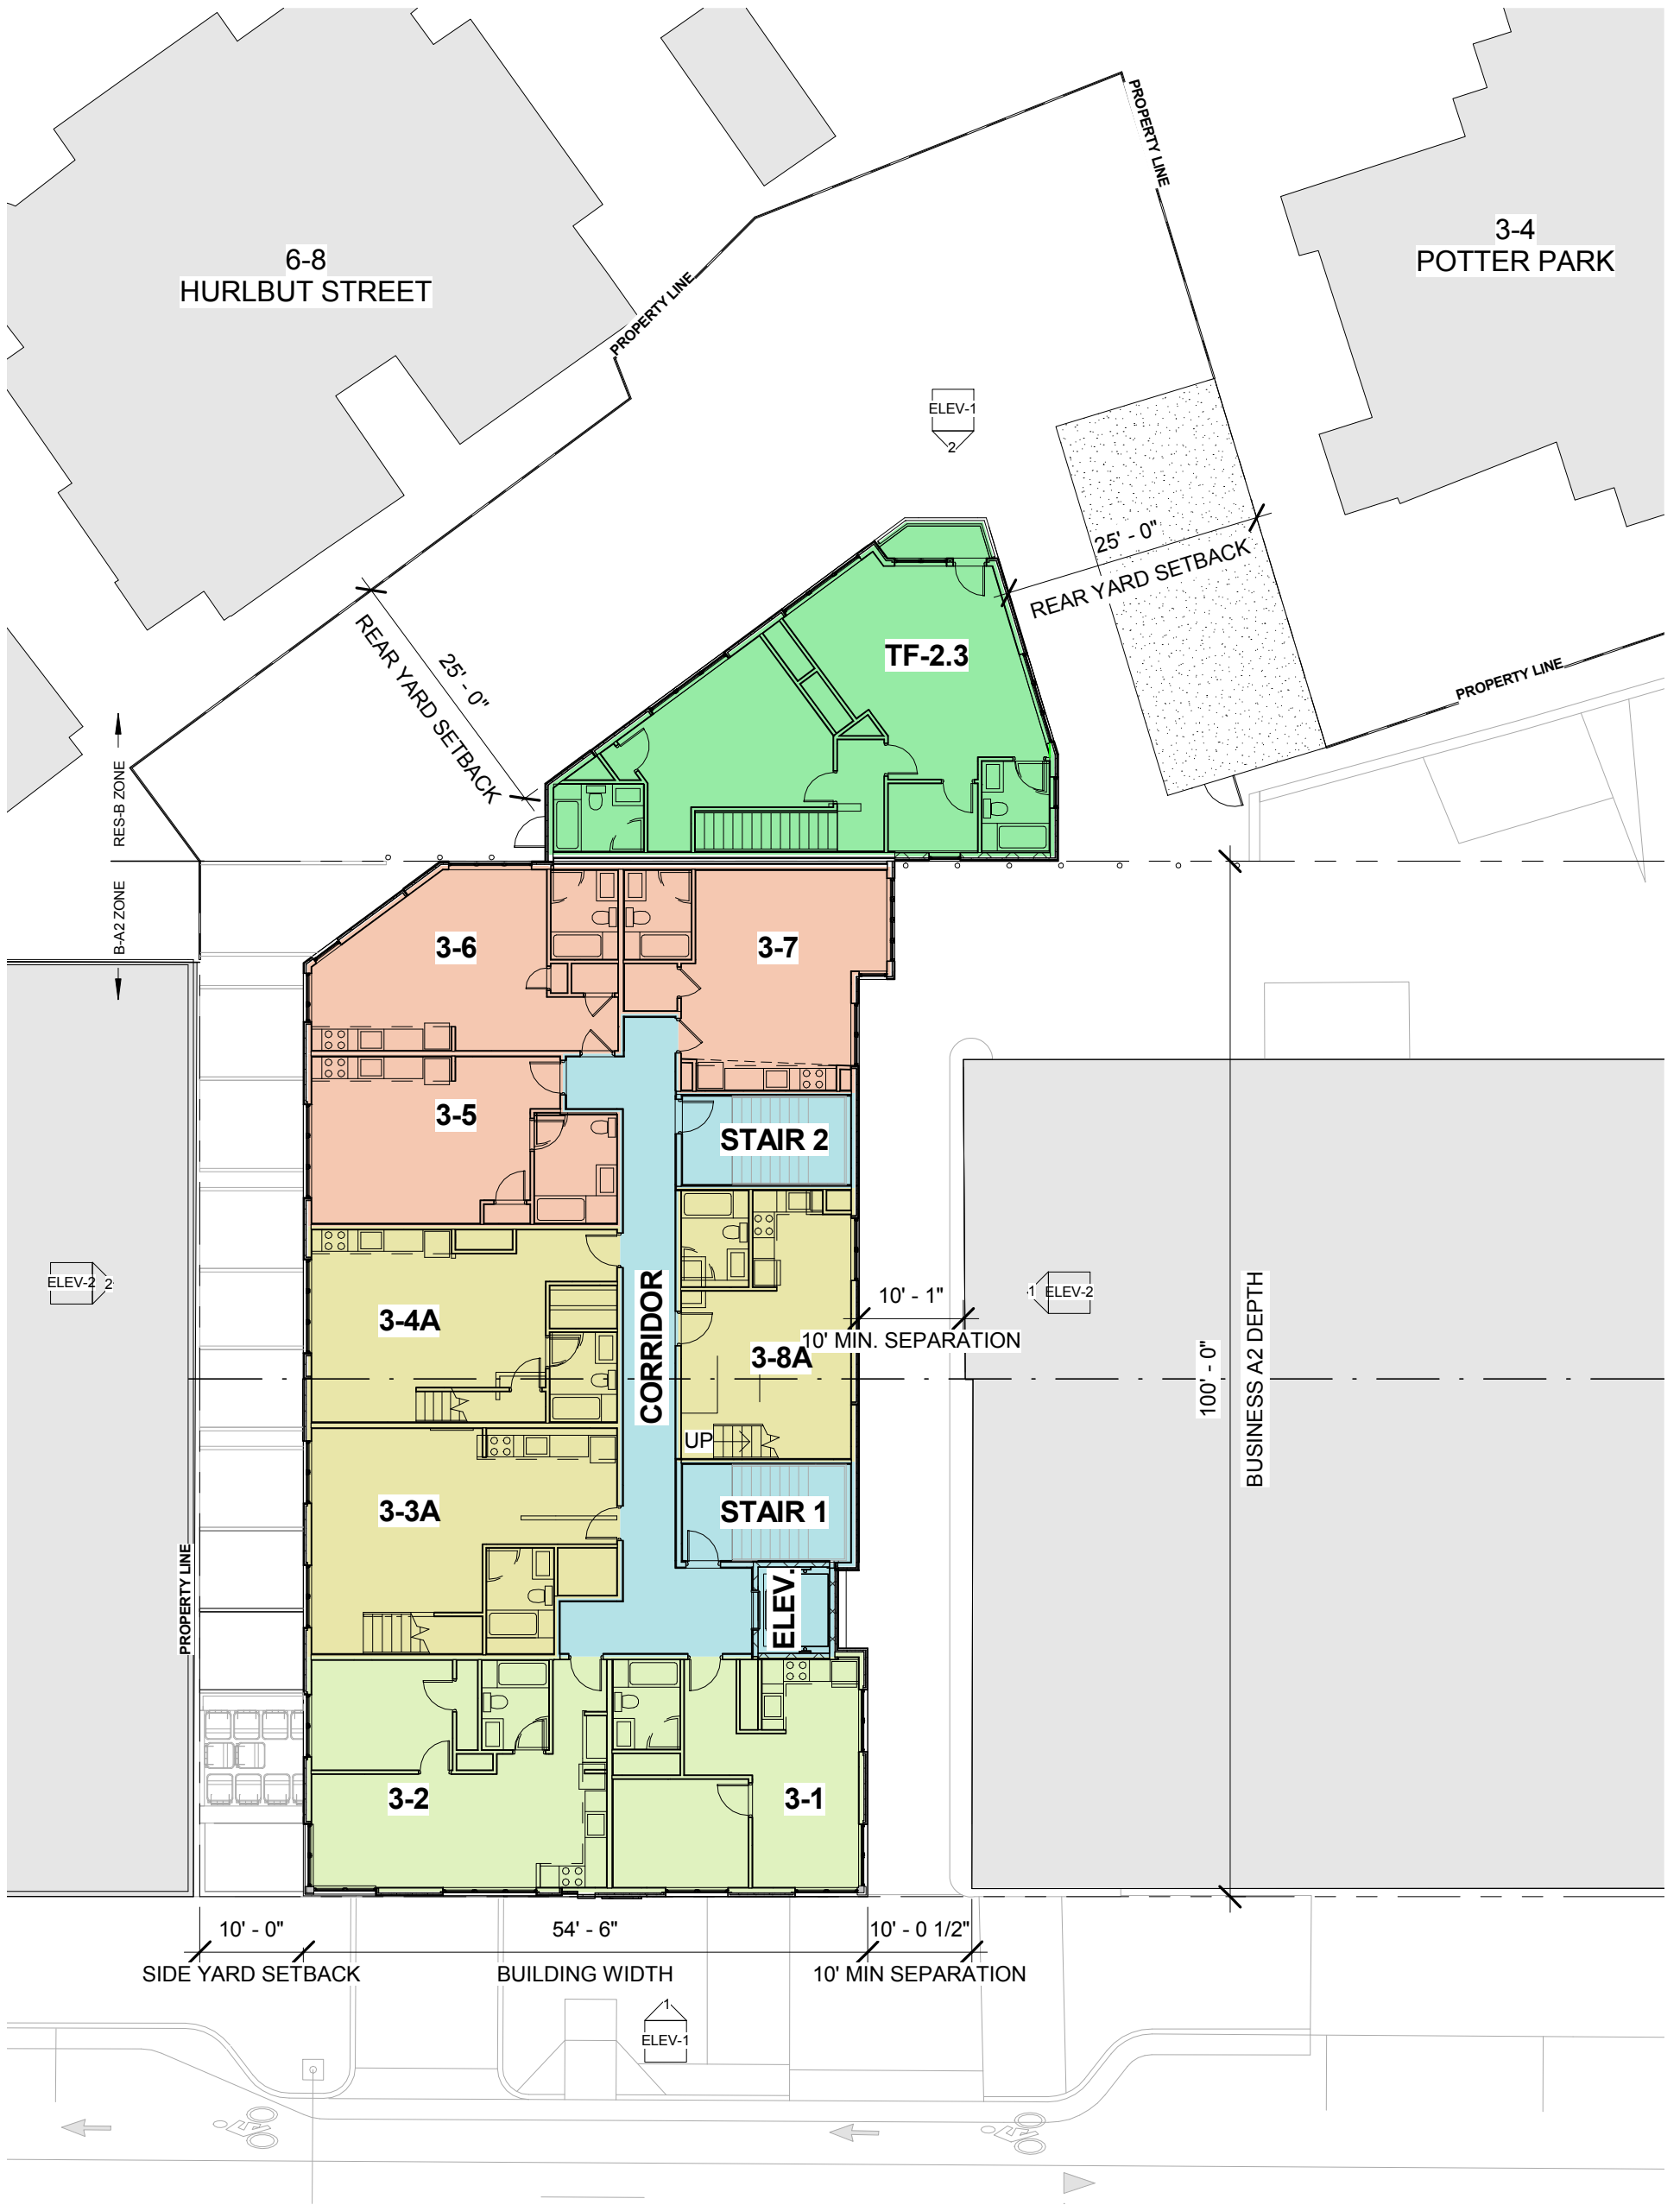 PROPERTY LINE
3-4
POTTER PARK
6-8
HURLBUT STREET
PROPERTY LINE
ELEV-1
2
25' - 0"
REAR YARD SETBACK
25' - 0"
REAR YARD SETBACK
TF-2.3
PROPERTY LINE
RES-B ZONE
B-A2 ZONE
3-6
3-7
3-5
STAIR 2
ELEV-2
2
3-4A
CORRIDOR
10' - 1"
10' MIN. SEPARATION
3-8A
1
ELEV-2
100' - 0"
BUSINESS A2 DEPTH
UP
3-3A
STAIR 1
PROPERTY LINE
ELEV.
3-2
3-1
10' - 0"
54' - 6"
10' - 0 1/2"
SIDE YARD SETBACK
BUILDING WIDTH
10' MIN SEPARATION
1
ELEV-1